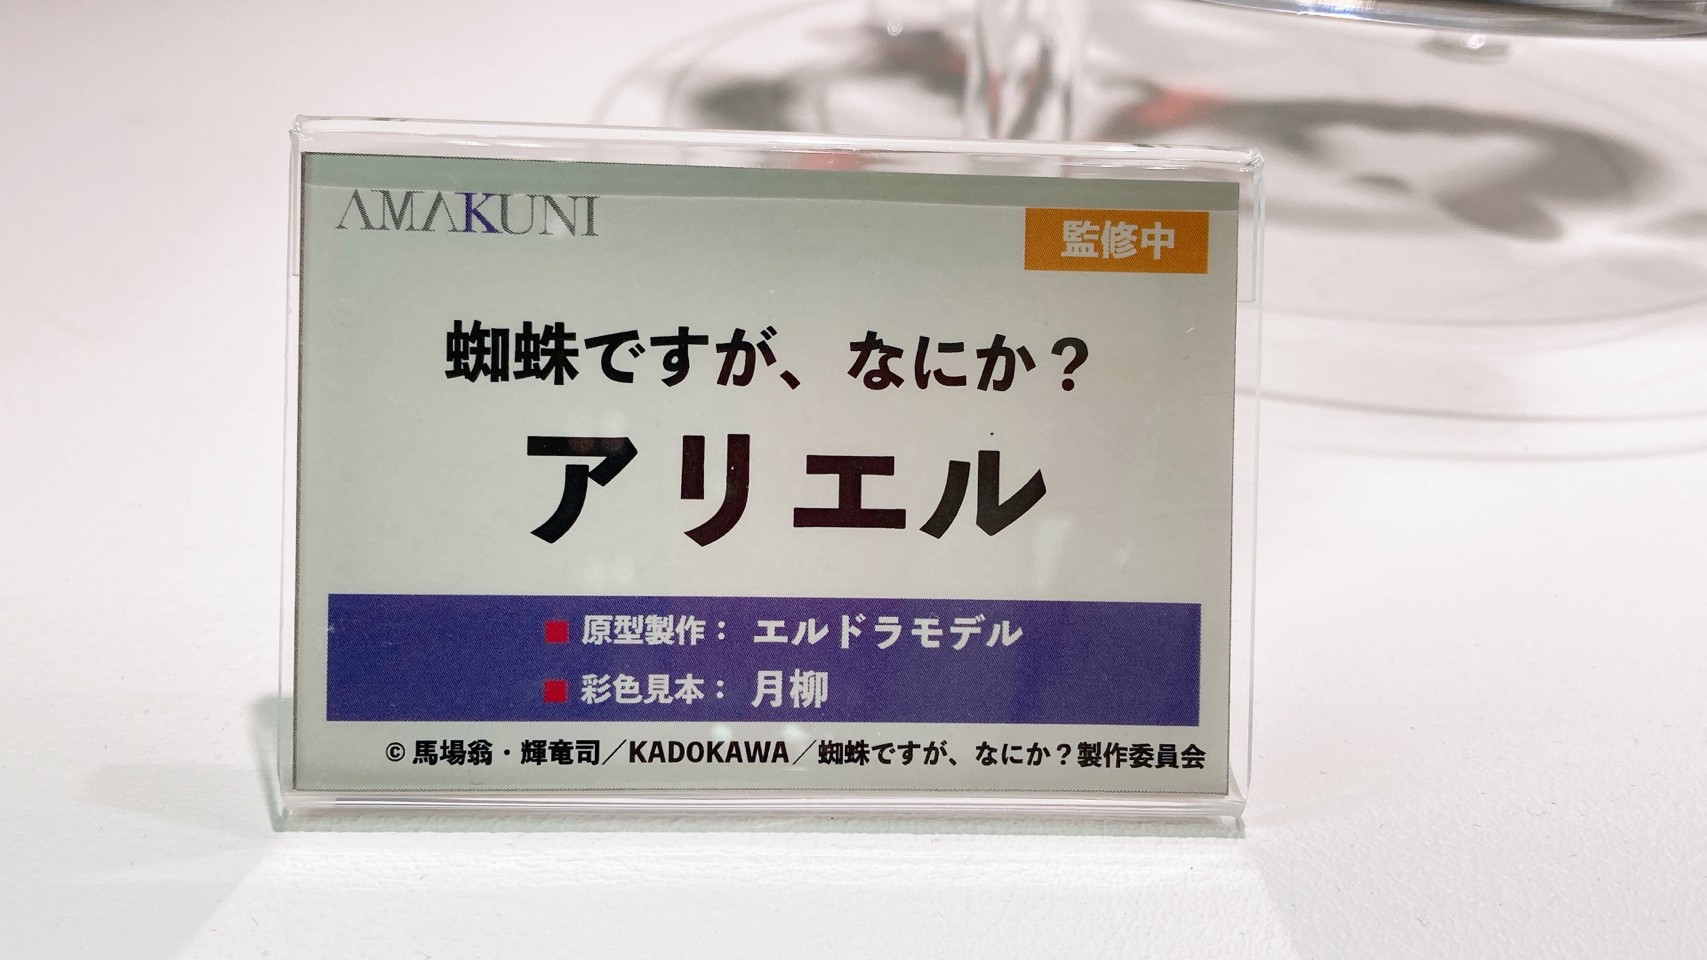 AMAKUNI
監修中
蜘蛛ですが、なにか？
アリエル
■ 原型製作： エルドラモデル
■ 彩色見本： 月柳
© 馬場翁・輝竜司／KADOKAWA／蜘蛛ですが、なにか？製作委員会